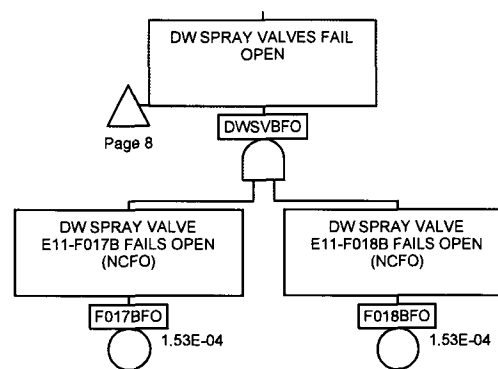 DW SPRAY VALVES FAIL
OPEN
Page 8
DWSVBFO
DW SPRAY VALVE
E11-F017B FAILS OPEN
(NCFO)
DW SPRAY VALVE
E11-F018B FAILS OPEN
(NCFO)
F017BFO
1.53E-04
F018BFO
1.53E-04